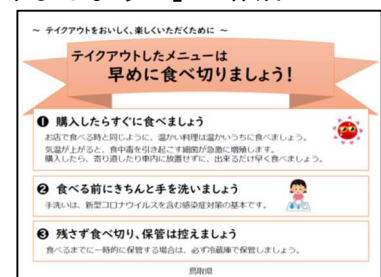 ～ テイクアウトをおいしく、楽しくいただくために ～
テイクアウトしたメニューは
早めに食べ切りましょう！
❶ 購入したらすぐに食べましょう
お店で食べる時と同じように、温かい料理は温かいうちに食べましょう。
気温が上がると、食中毒を引き起こす細菌が急激に増殖します。
購入したら、寄り道したり車内に放置せずに、出来るだけ早く食べましょう。
❷ 食べる前にきちんと手を洗いましょう
手洗いは、新型コロナウイルスを含む感染症対策の基本です。
❸ 残さず食べ切り、保管は控えましょう
食べるまでに一時的に保管する場合は、必ず冷蔵庫で保管しましょう。
鳥取県